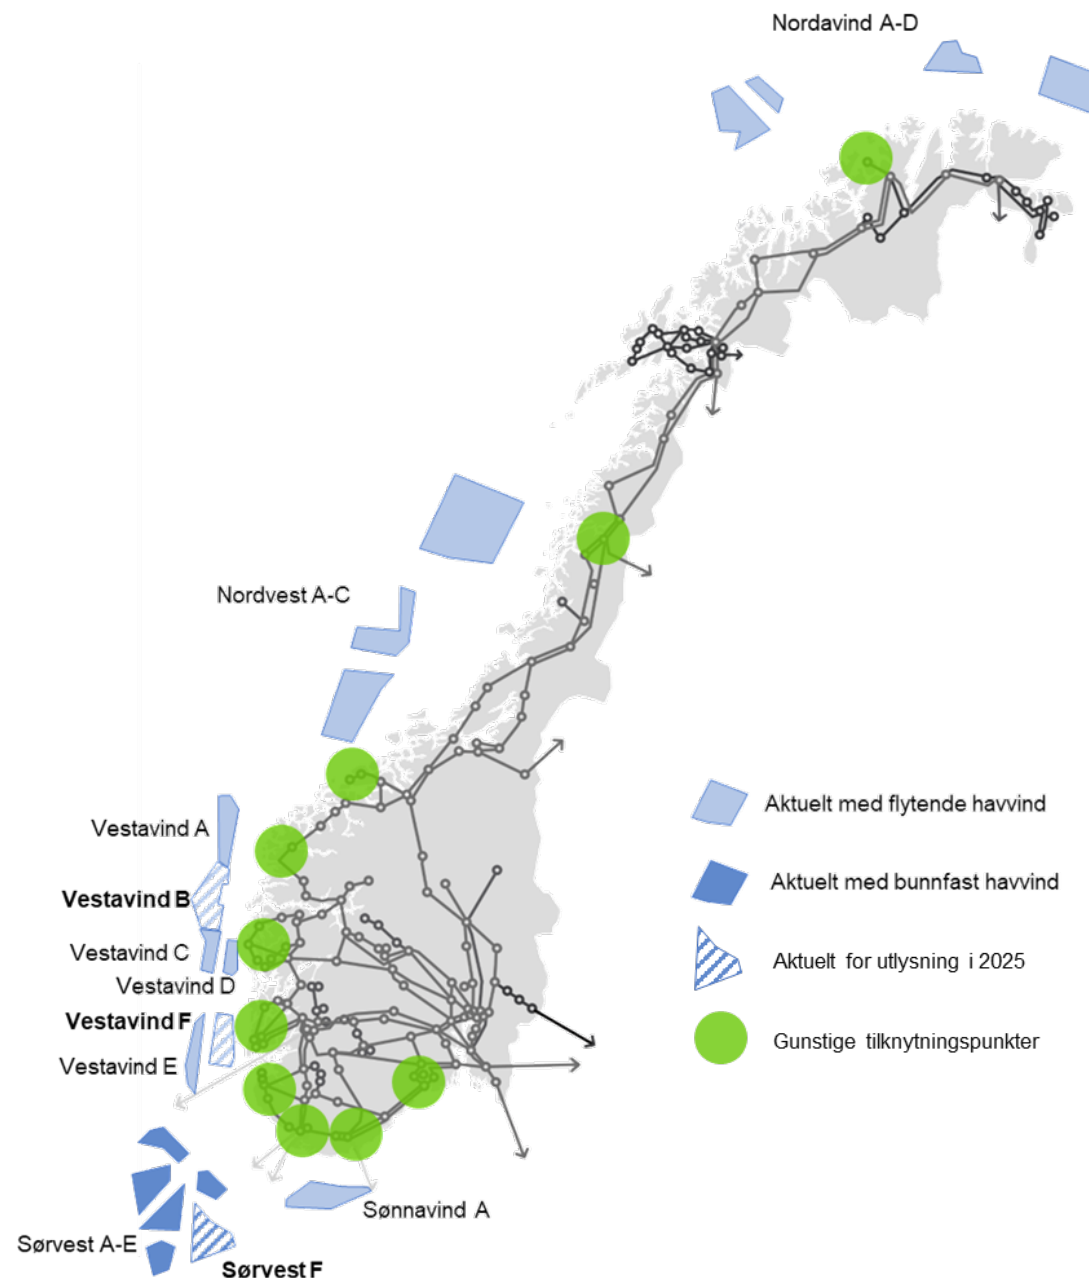 Nordavind A-D
Nordvest A-C
Vestavind A
Vestavind B
Vestavind C
Vestavind D
Vestavind F
Vestavind E
Sønnavind A
Sørvest A-E
Sørvest F
Aktuelt med flytende havvind
Aktuelt med bunnfast havvind
Aktuelt for utlysning i 2025
Gunstige tilknytningspunkter